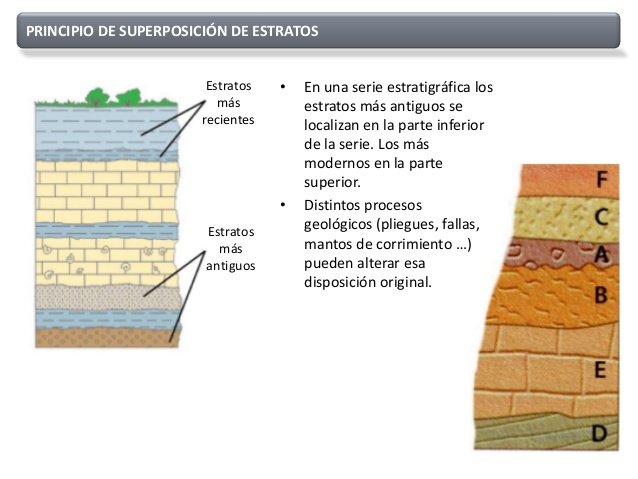 PRINCIPIO DE SUPERPOSICIÓN DE ESTRATOS
Estratos
más
recientes
Estratos
más
antiguos
• En una serie estratigráfica los
estratos más antiguos se
localizan en la parte inferior
de la serie. Los más
modernos en la parte
superior.
• Distintos procesos
geológicos (pliegues, fallas,
mantos de corrimiento ...)
pueden alterar esa
disposición original.
F
C
A
B
E
D